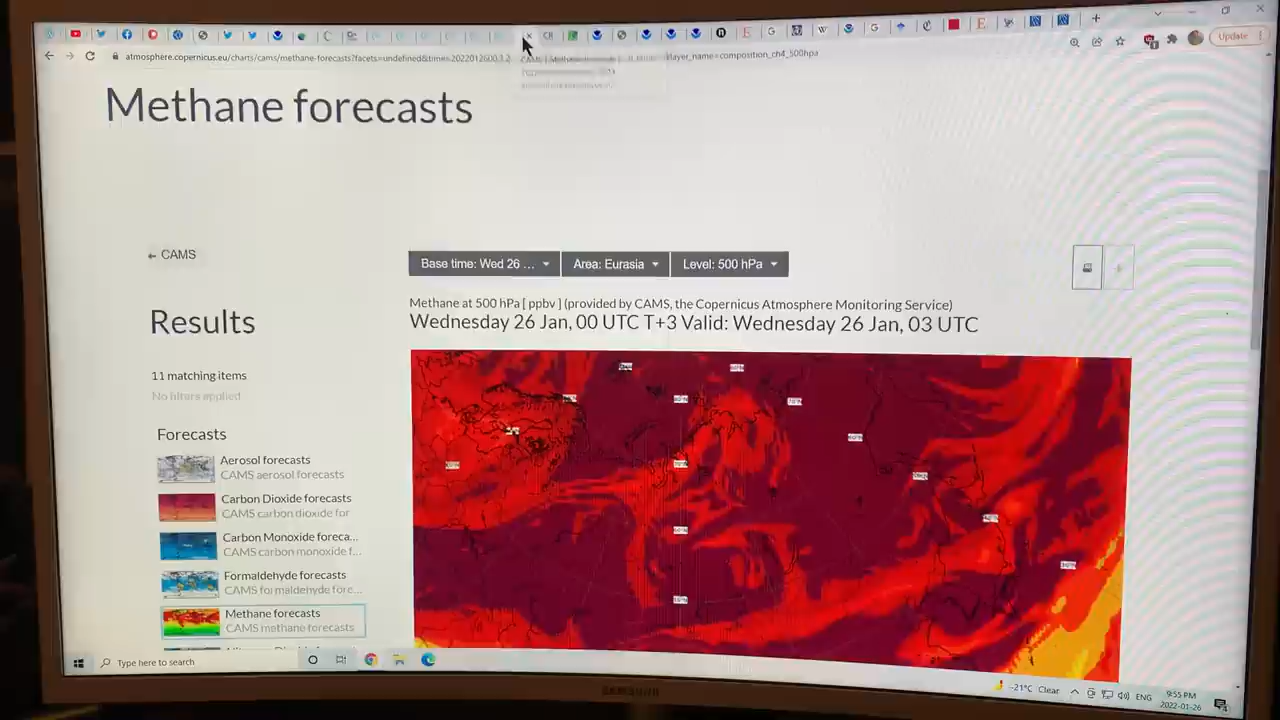 Update
atmosphere.copernicus.eu/charts/cams/methane-forecasts?facets=undefined&time=2022012600,3,2
layer_name=composition_ch4_500hpa
Methane forecasts
← CAMS
Base time: Wed 26 ...
Area: Eurasia
Level: 500 hPa
Methane at 500 hPa [ ppbv ] (provided by CAMS, the Copernicus Atmosphere Monitoring Service)
Wednesday 26 Jan, 00 UTC T+3 Valid: Wednesday 26 Jan, 03 UTC
Results
11 matching items
No filters applied
Forecasts
Aerosol forecasts
CAMS aerosol forecasts
Carbon Dioxide forecasts
CAMS carbon dioxide for
Carbon Monoxide foreca...
CAMS carbon monoxide f...
Formaldehyde forecasts
CAMS formaldehyde fore...
Methane forecasts
CAMS methane forecasts
Type here to search
-21°C Clear
ENG
9:55 PM
2022-01-26
SAMSUNG